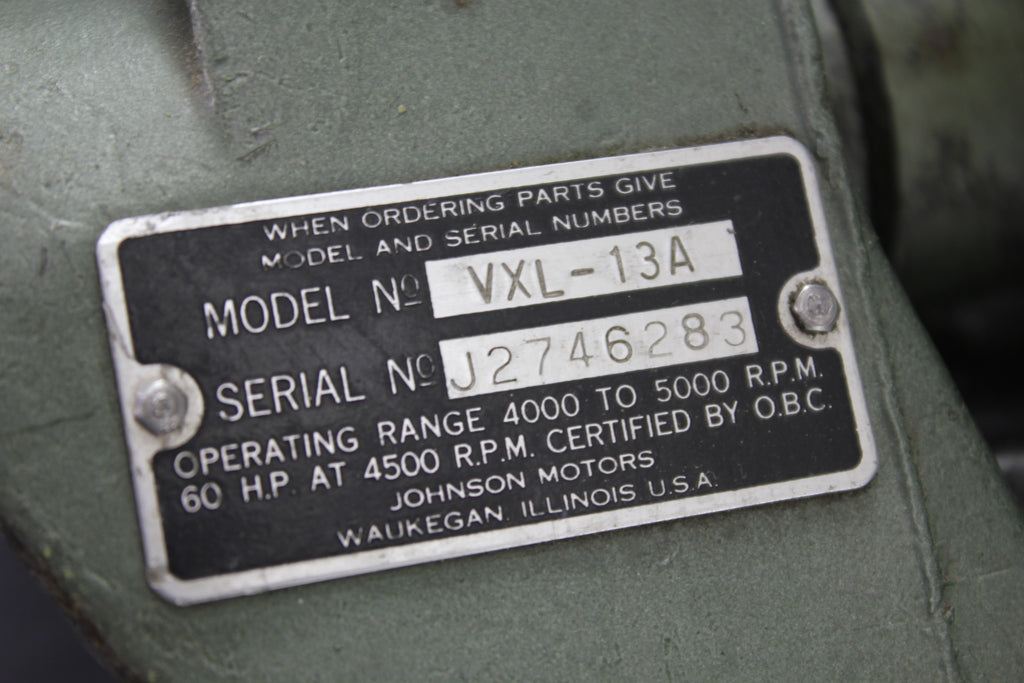 WHEN ORDERING PARTS GIVE
MODEL AND SERIAL NUMBERS
MODEL Nº VXL-13A
SERIAL Nº J2746283
OPERATING RANGE 4000 TO 5000 R.P.M.
60 H.P. AT 4500 R.P.M. CERTIFIED BY O.B.C.
JOHNSON MOTORS
WAUKEGAN, ILLINOIS U.S.A.